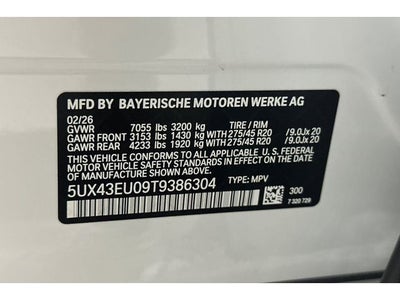 MFD BY BAYERISCHE MOTOREN WERKE AG
02/26
GVWR 7055 lbs 3200 kg TIRE / RIM
GAWR FRONT 3153 lbs 1430 kg WITH 275/45 R20 / 9.0Jx 20
GAWR REAR 4233 lbs 1920 kg WITH 275/45 R20 / 9.0Jx 20
THIS VEHICLE CONFORMS TO ALL APPLICABLE U. S. FEDERAL
MOTOR VEHICLE SAFETY STANDARDS IN EFFECT
ON THE DATE OF MANUFACTURE SHOWN ABOVE.
5UX43EU09T9386304 TYPE: MPV
300
7 320 729